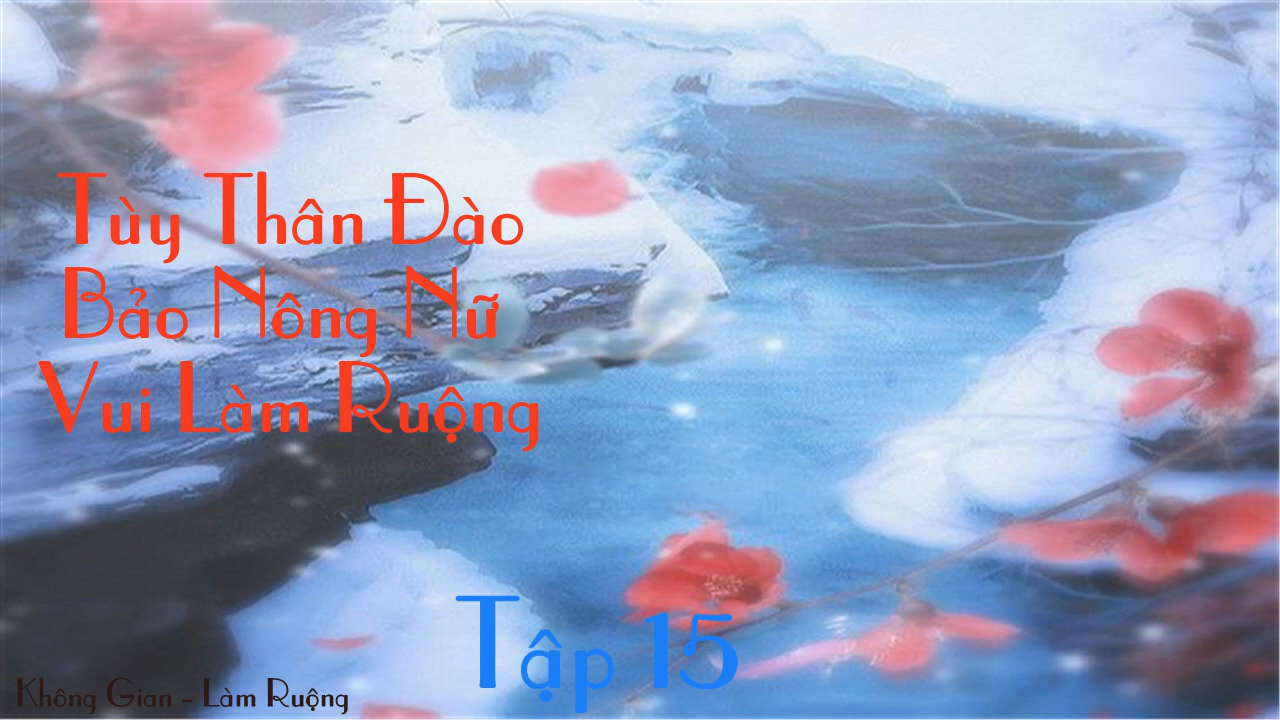 Tùy Thân Đào
Bảo Nông Nữ
Vui Làm Ruộng
Tập 15
Không Gian - Làm Ruộng